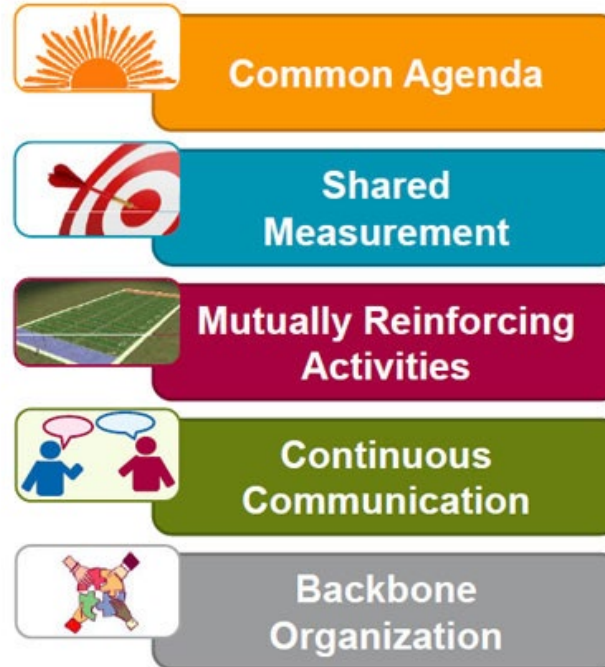 Common Agenda
Shared
Measurement
Mutually Reinforcing
Activities
Continuous
Communication
Backbone
Organization